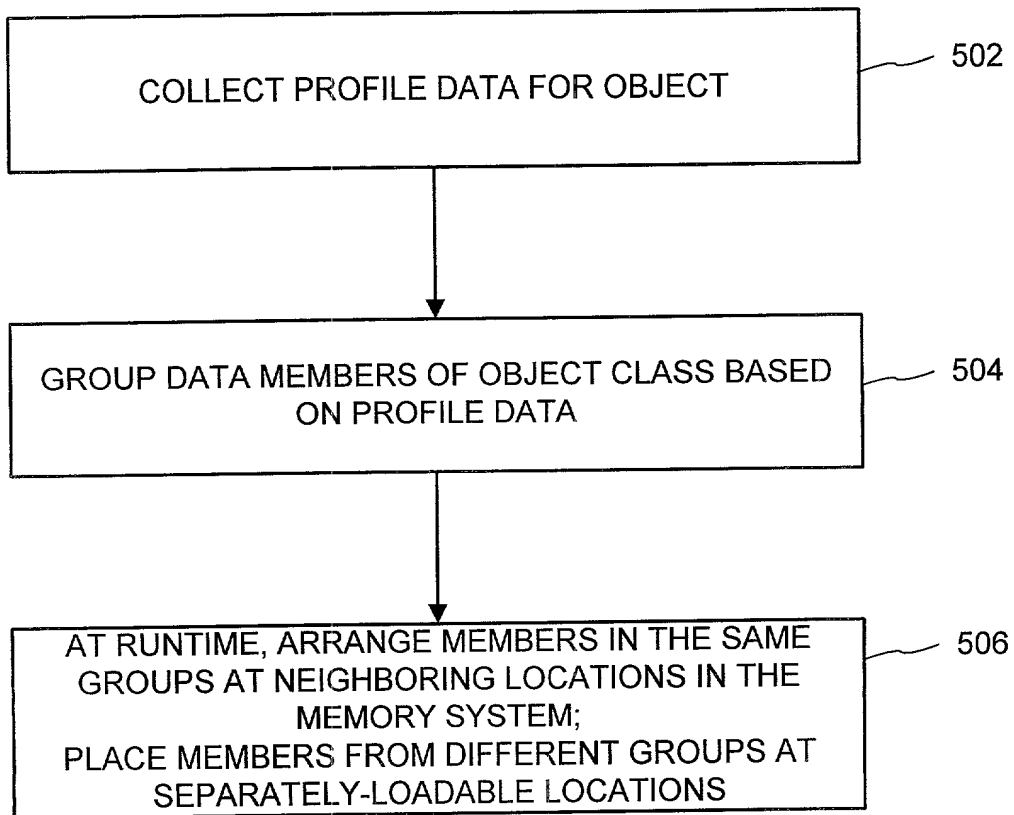 COLLECT PROFILE DATA FOR OBJECT
502
GROUP DATA MEMBERS OF OBJECT CLASS BASED
ON PROFILE DATA
504
AT RUNTIME, ARRANGE MEMBERS IN THE SAME
GROUPS AT NEIGHBORING LOCATIONS IN THE
MEMORY SYSTEM;
PLACE MEMBERS FROM DIFFERENT GROUPS AT
SEPARATELY-LOADABLE LOCATIONS
506